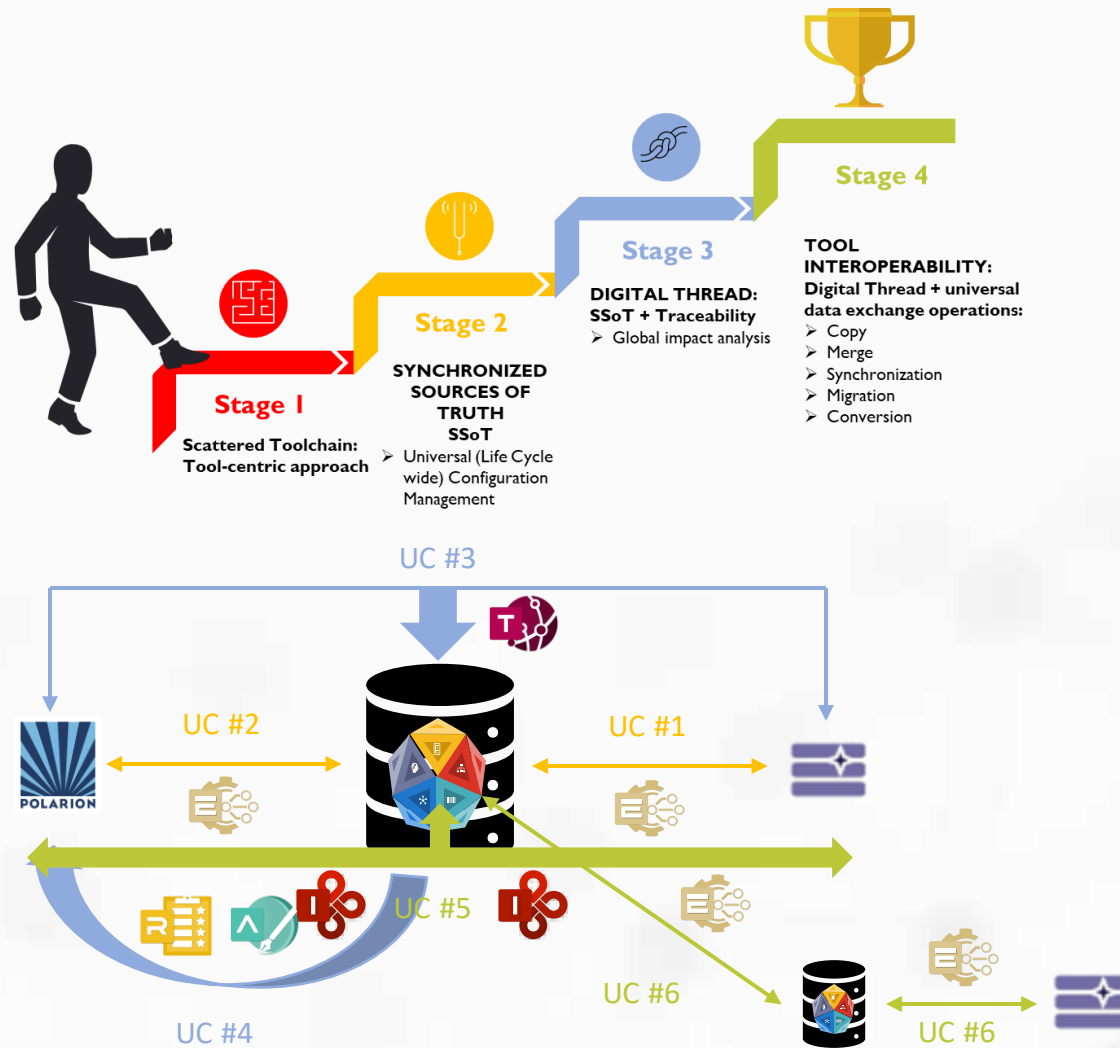 Stage 4
Stage 3
TOOL
INTEROPERABILITY:
Digital Thread + universal
data exchange operations:
➤ Copy
➤ Merge
➤ Synchronization
➤ Migration
➤ Conversion
DIGITAL THREAD:
SSoT + Traceability
➤ Global impact analysis
Stage 2
SYNCHRONIZED
SOURCES OF
TRUTH
SSoT
➤ Universal (Life Cycle
wide) Configuration
Management
Stage 1
Scattered Toolchain:
Tool-centric approach
UC #3
T
UC #2
UC #1
POLARION
E
E
R
I
UC #5
I
E
E
UC #6
UC #6
UC #4